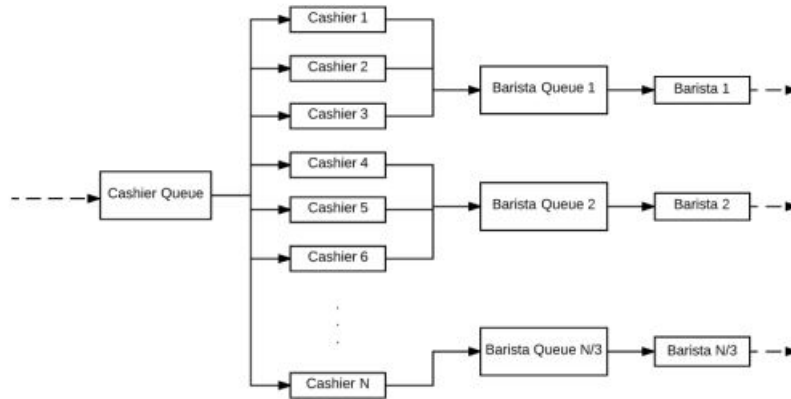 Cashier 1
Cashier 2
Cashier 3
Cashier 4
Cashier 5
Cashier 6
Cashier N
Cashier Queue
Barista Queue 1
Barista Queue 2
Barista Queue N/3
Barista 1
Barista 2
Barista N/3